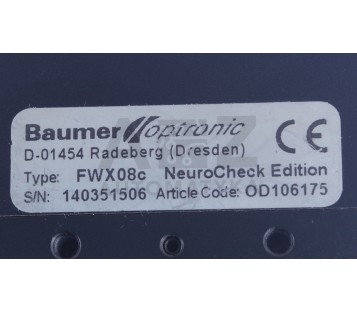 Baumer optronic CE
D-01454 Radeberg (Dresden)
Type: FWX08c NeuroCheck Edition
S/N: 140351506 Article Code: OD106175